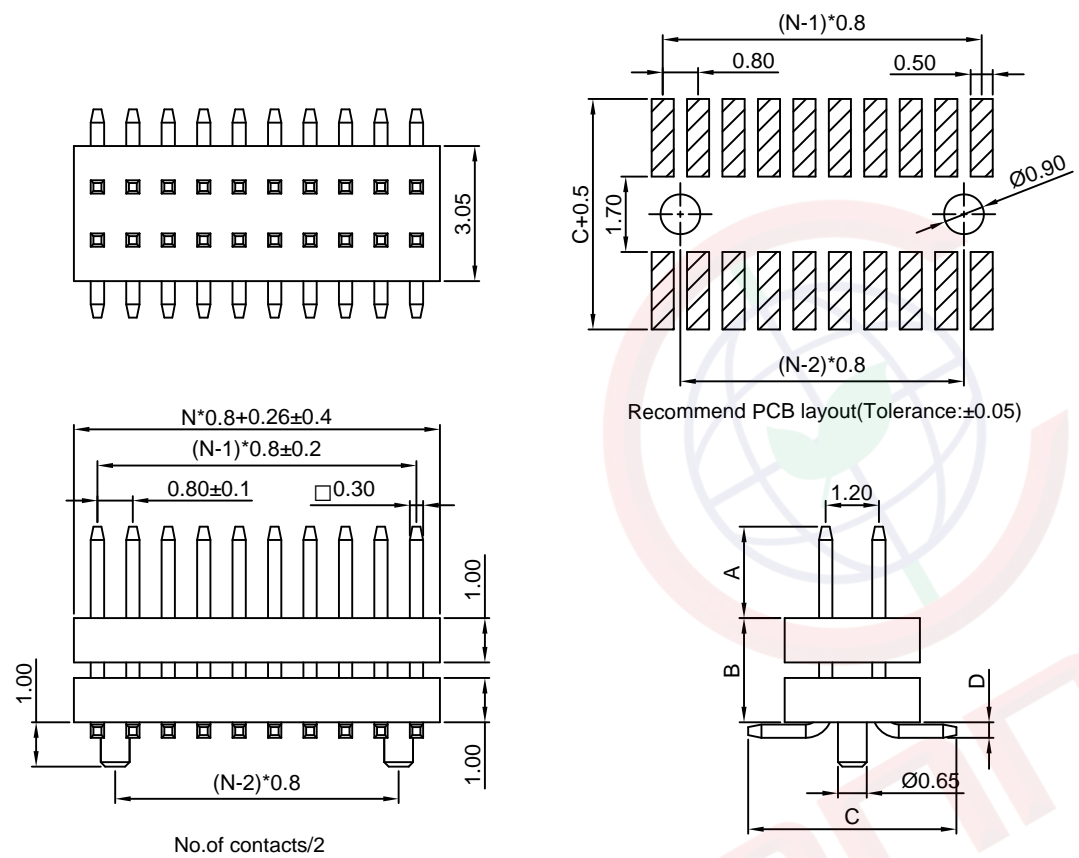 (N-1)*0.8
0.80
0.50
Ø0.90
3.05
C+0.5
1.70
(N-2)*0.8
Recommend PCB layout(Tolerance:±0.05)
N*0.8+0.26±0.4
(N-1)*0.8±0.2
0.80±0.1
□0.30
1.00
1.00
1.00
(N-2)*0.8
No.of contacts/2
1.20
A
B
D
Ø0.65
C